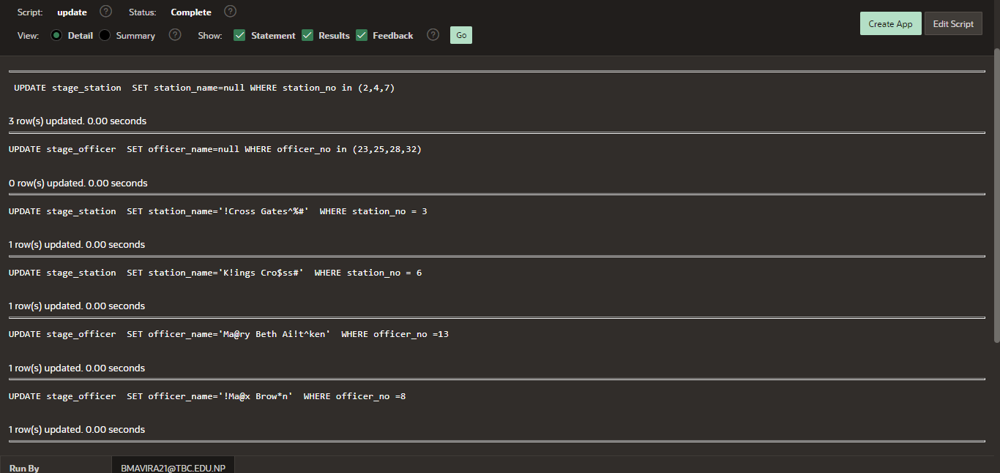 Script: update ? Status: Complete ?
View: Detail Summary ? Show: Statement Results Feedback ? Go
Create App Edit Script
UPDATE stage_station  SET station_name=null WHERE station_no in (2,4,7)
3 row(s) updated. 0.00 seconds
UPDATE stage_officer  SET officer_name=null WHERE officer_no in (23,25,28,32)
0 row(s) updated. 0.00 seconds
UPDATE stage_station  SET station_name='!Cross Gates^%#'  WHERE station_no = 3
1 row(s) updated. 0.00 seconds
UPDATE stage_station  SET station_name='K!ings Cro$ss#'  WHERE station_no = 6
1 row(s) updated. 0.00 seconds
UPDATE stage_officer  SET officer_name='Ma@ry Beth Ai!t^ken'  WHERE officer_no =13
1 row(s) updated. 0.00 seconds
UPDATE stage_officer  SET officer_name='!Ma@x Brow*n'  WHERE officer_no =8
1 row(s) updated. 0.00 seconds
Run By BMAVIRA21@TBC.EDU.NP